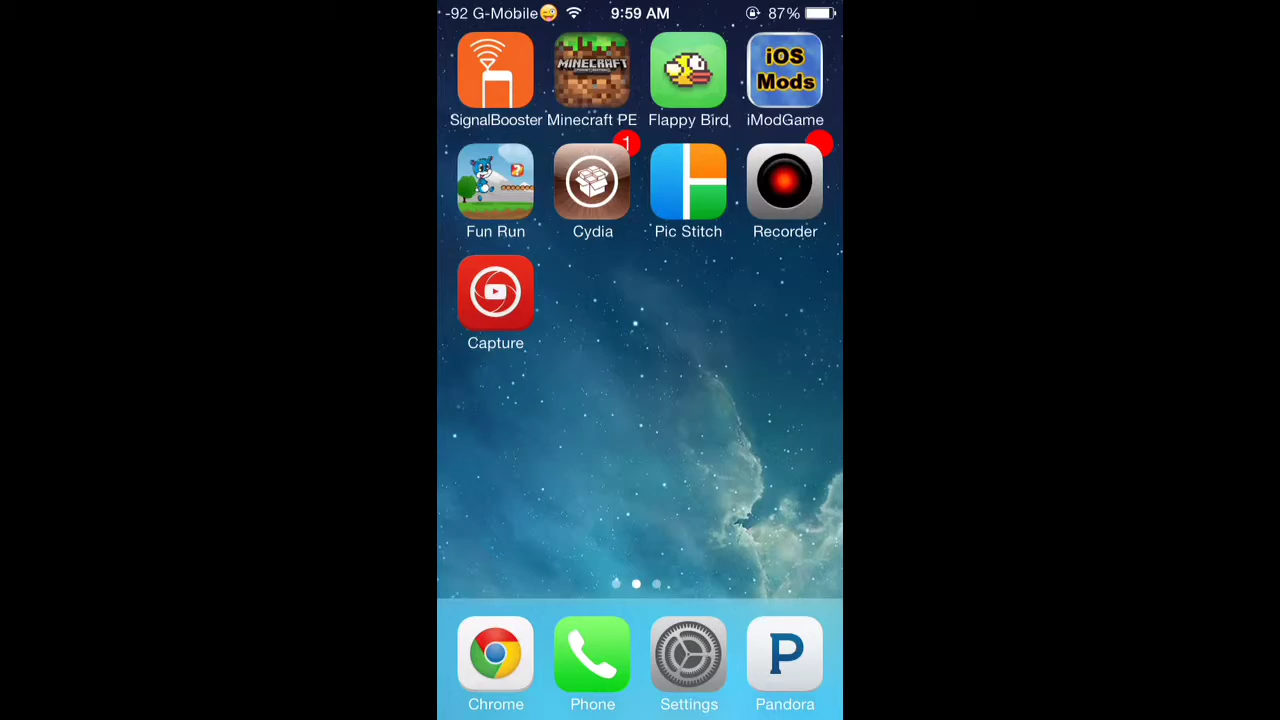 -92 G-Mobile😜 9:59 AM 87%
MINECRAFT iOS Mods
SignalBooster Minecraft PE Flappy Bird iModGame
? 1
Fun Run Cydia Pic Stitch Recorder
Capture
P
Chrome Phone Settings Pandora